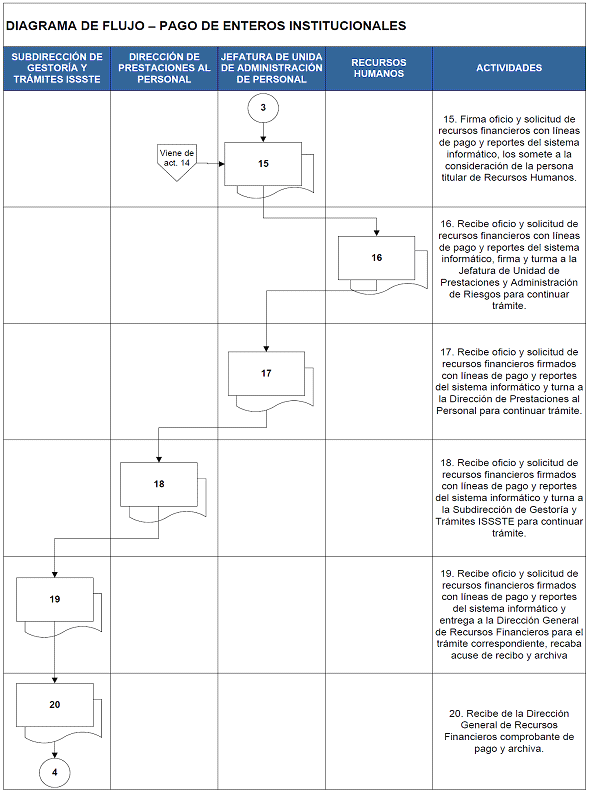 DIAGRAMA DE FLUJO – PAGO DE ENTEROS INSTITUCIONALES
SUBDIRECCIÓN DE
GESTORÍA Y
TRÁMITES ISSSTE
DIRECCIÓN DE
PRESTACIONES AL
PERSONAL
JEFATURA DE UNIDA
DE ADMINISTRACIÓN
DE PERSONAL
RECURSOS
HUMANOS
ACTIVIDADES
3
Viene de
act. 14
15
15. Firma oficio y solicitud de
recursos financieros con líneas
de pago y reportes del sistema
informático, los somete a la
consideración de la persona
titular de Recursos Humanos.
16
16. Recibe oficio y solicitud de
recursos financieros con líneas
de pago y reportes del sistema
informático, firma y turna a la
Jefatura de Unidad de
Prestaciones y Administración
de Riesgos para continuar
trámite.
17
17. Recibe oficio y solicitud de
recursos financieros firmados
con líneas de pago y reportes
del sistema informático y turna a
la Dirección de Prestaciones al
Personal para continuar trámite.
18
18. Recibe oficio y solicitud de
recursos financieros firmados
con líneas de pago y reportes
del sistema informático y turna a
la Subdirección de Gestoría y
Trámites ISSSTE para continuar
trámite.
19
19. Recibe oficio y solicitud de
recursos financieros firmados
con líneas de pago y reportes
del sistema informático y
entrega a la Dirección General
de Recursos Financieros para el
trámite correspondiente, recaba
acuse de recibo y archiva
20
20. Recibe de la Dirección
General de Recursos
Financieros comprobante de
pago y archiva.
4